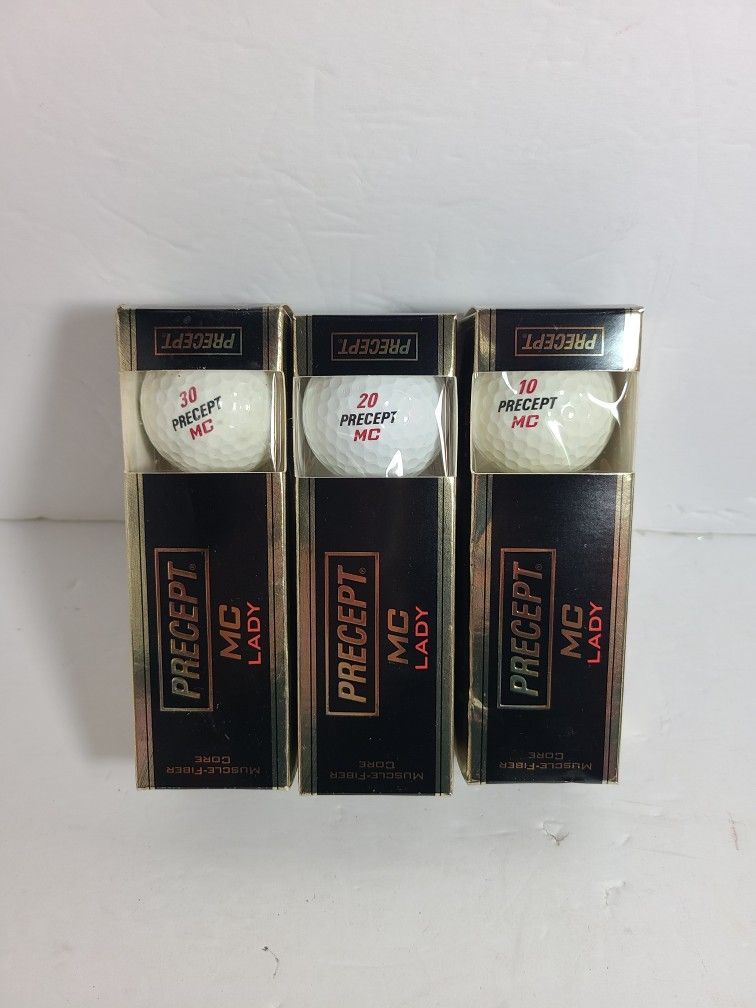 PRECEPT.
30
PRECEPT
MC
PRECEPT®
MC
LADY
MUSCLE-FIBER
CORE
PRECEPT.
20
PRECEPT
MC
PRECEPT®
MC
LADY
MUSCLE-FIBER
CORE
PRECEPT.
10
PRECEPT
MC
PRECEPT®
MC
LADY
MUSCLE-FIBER
CORE